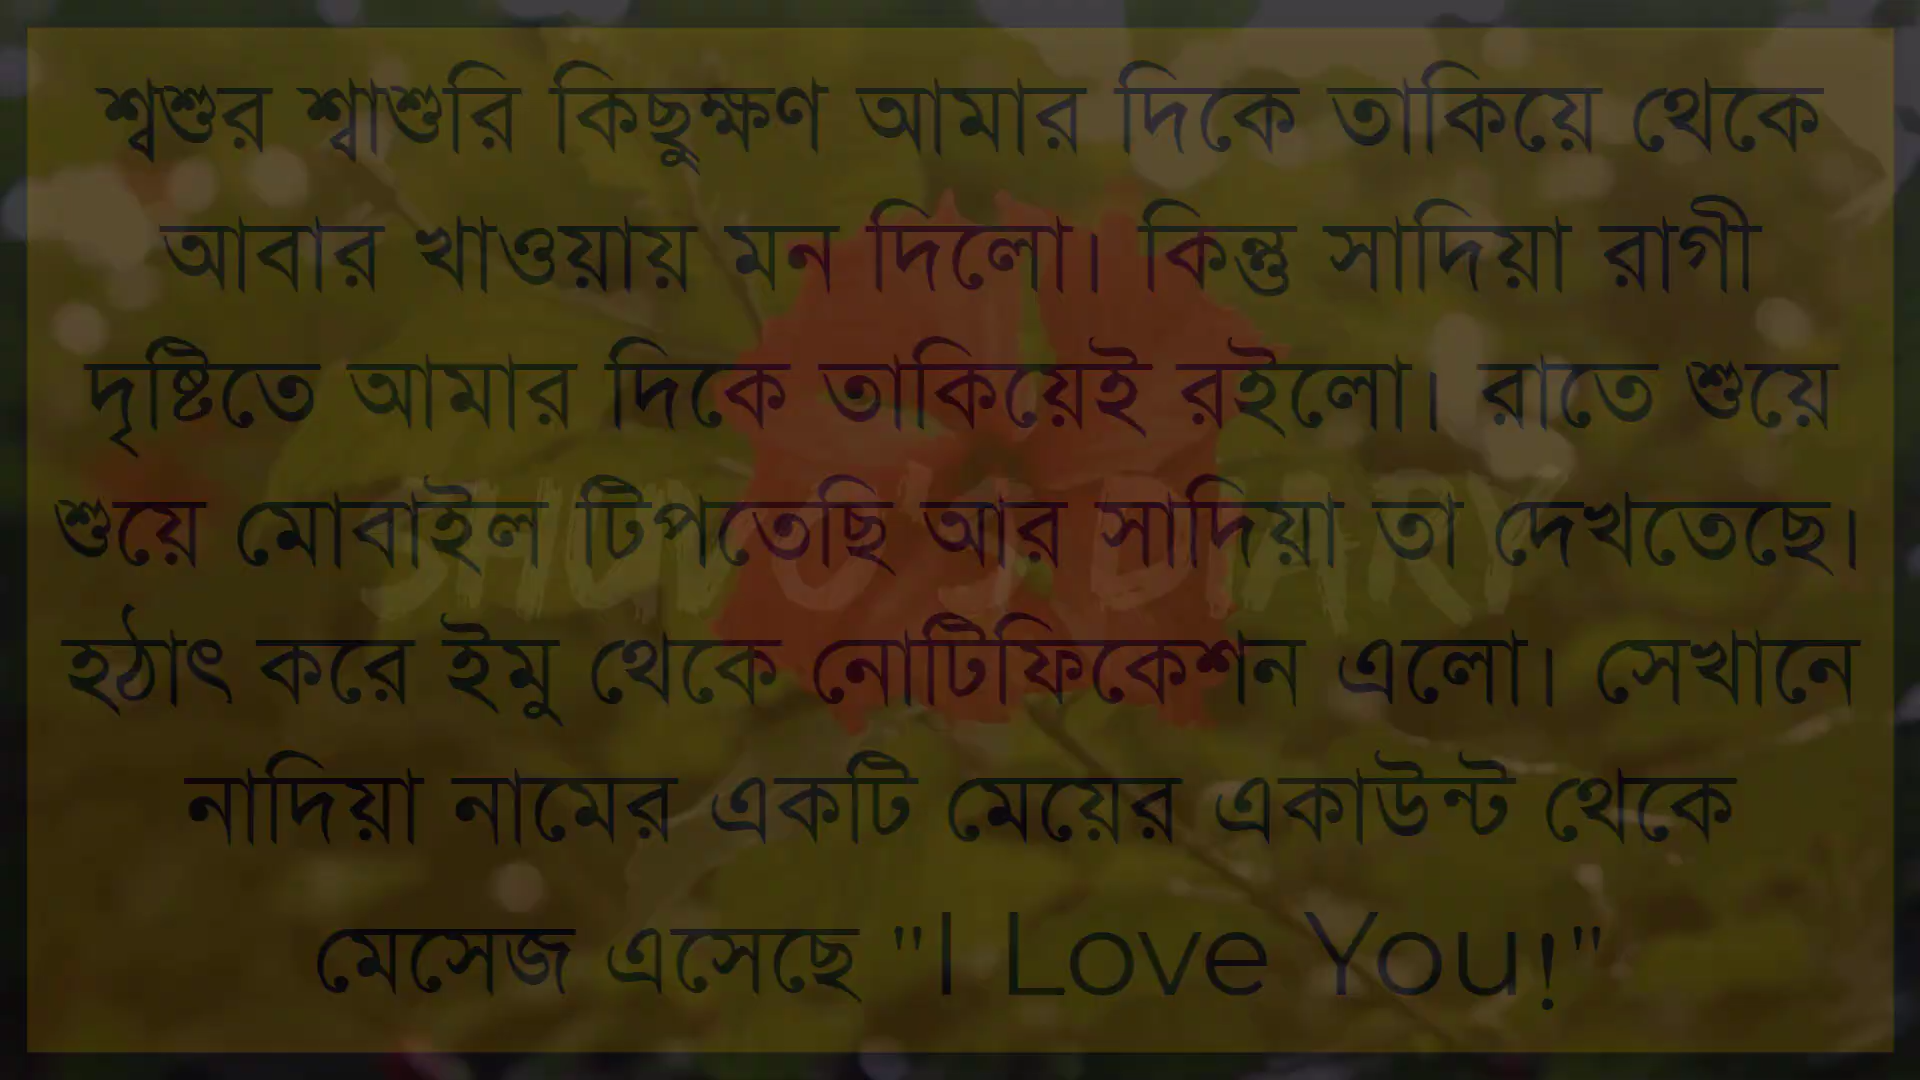 শ্বশুর শ্বাশুরি কিছুক্ষণ আমার দিকে তাকিয়ে থেকে
আবার খাওয়ায় মন দিলো। কিন্তু সাদিয়া রাগী
দৃষ্টিতে আমার দিকে তাকিয়েই রইলো। রাতে শুয়ে
শুয়ে মোবাইল টিপতেছি আর সাদিয়া তা দেখতেছে।
হঠাৎ করে ইমু থেকে নোটিফিকেশন এলো। সেখানে
নাদিয়া নামের একটি মেয়ের একাউন্ট থেকে
মেসেজ এসেছে "I Love You!"
DIARY